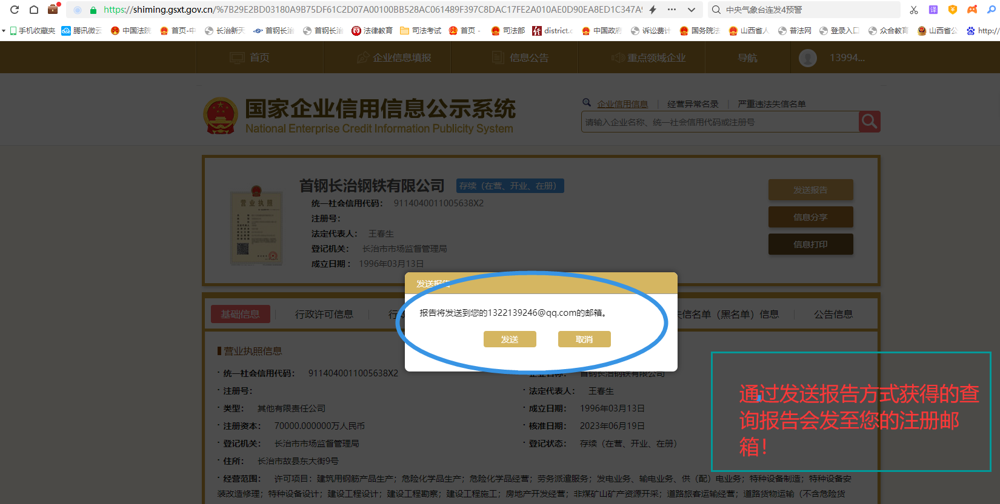 https://shiming.gsxt.gov.cn/%7B29E2BD03180A9B75DF61C2D07A00100BB528AC061489F397C8DAC17FE2A010AE0D90EA8ED1C347A9
中央气象台连发4预警
译
手机收藏夹 腾讯微云 中国法院 首页-中 长治新天 首钢长治 首钢长治 法律教育 司法考试 首页 - 司法部 district.c 中国政府 诉讼费计 国务院法 山西省人 普法网 登录入口 众合教育 山西省公 http://
首页 企业信息填报 信息公告 重点领域企业 导航 13994...
国家企业信用信息公示系统
National Enterprise Credit Information Publicity System
企业信用信息 | 经营异常名录 | 严重违法失信名单
请输入企业名称、统一社会信用代码或注册号
营业执照
首钢长治钢铁有限公司 存续（在营、开业、在册）
统一社会信用代码： 9114040011005638X2
注册号：
法定代表人： 王春生
登记机关： 长治市市场监督管理局
成立日期： 1996年03月13日
发送报告
信息分享
信息打印
发送报告
报告将发送到您的1322139246@qq.com的邮箱。
发送 取消
基础信息 行政许可信息 行 失信名单（黑名单）信息 公告信息
营业执照信息
· 统一社会信用代码： 9114040011005638X2 · 企业名称： 首钢长治钢铁有限公司
· 注册号： · 法定代表人： 王春生
· 类型： 其他有限责任公司 · 成立日期： 1996年03月13日
· 注册资本： 70000.000000万人民币 · 核准日期： 2023年06月19日
· 登记机关： 长治市市场监督管理局 · 登记状态： 存续（在营、开业、在册）
· 住所： 长治市故县东大街9号
· 经营范围： 许可项目：建筑用钢筋产品生产；危险化学品生产；危险化学品经营；劳务派遣服务；发电业务、输电业务、供（配）电业务；特种设备制造；特种设备安
装改造修理；特种设备设计；建设工程设计；建设工程勘察；建设工程施工；房地产开发经营；非煤矿山矿产资源开采；道路旅客运输经营；道路货物运输（不含危险货
通过发送报告方式获得的查
询报告会发至您的注册邮
箱！